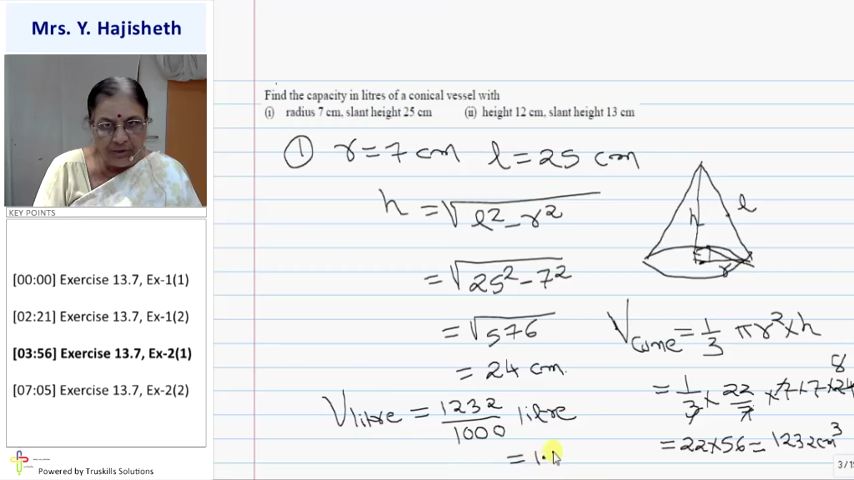 Mrs. Y. Hajisheth
KEY POINTS
[00:00] Exercise 13.7, Ex-1(1)
[02:21] Exercise 13.7, Ex-1(2)
[03:56] Exercise 13.7, Ex-2(1)
[07:05] Exercise 13.7, Ex-2(2)
Powered by Truskills Solutions
Find the capacity in litres of a conical vessel with
(i) radius 7 cm, slant height 25 cm (ii) height 12 cm, slant height 13 cm
① r = 7 cm l = 25 cm
h = √l² - r²
= √25² - 7²
= √576
= 24 cm.
V litre = 1232/1000 litre
= 1.
h l
r
V cone = 1/3 πr² × h
= 1/3 × 22/7 × 7 × 7 × 24 8
= 22 × 56 = 1232 cm³
3/1